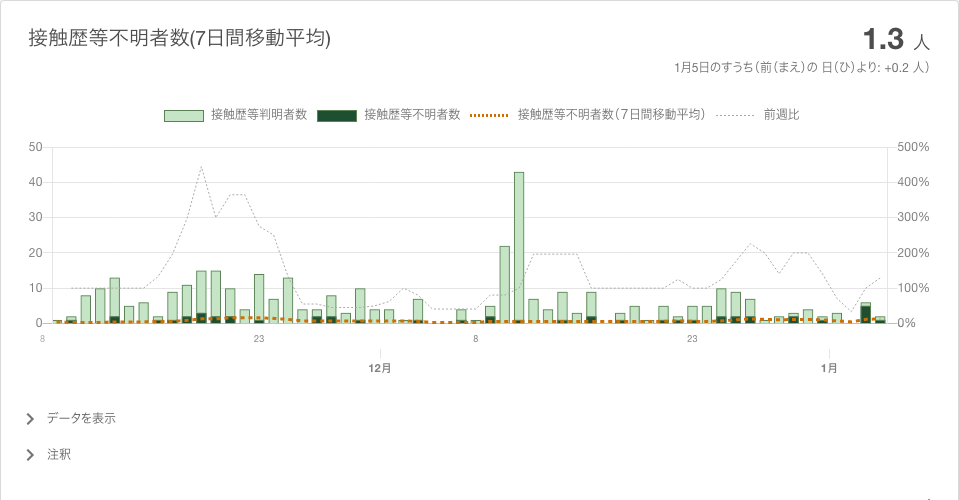 接触歴等不明者数(7日間移動平均)
1.3 人
1月5日のすうち（前（まえ）の 日（ひ）より: +0.2 人）
接触歴等判明者数 接触歴等不明者数 接触歴等不明者数（7日間移動平均） 前週比
50 500%
40 400%
30 300%
20 200%
10 100%
0 0%
8 23 8 23
12月 1月
データを表示
注釈